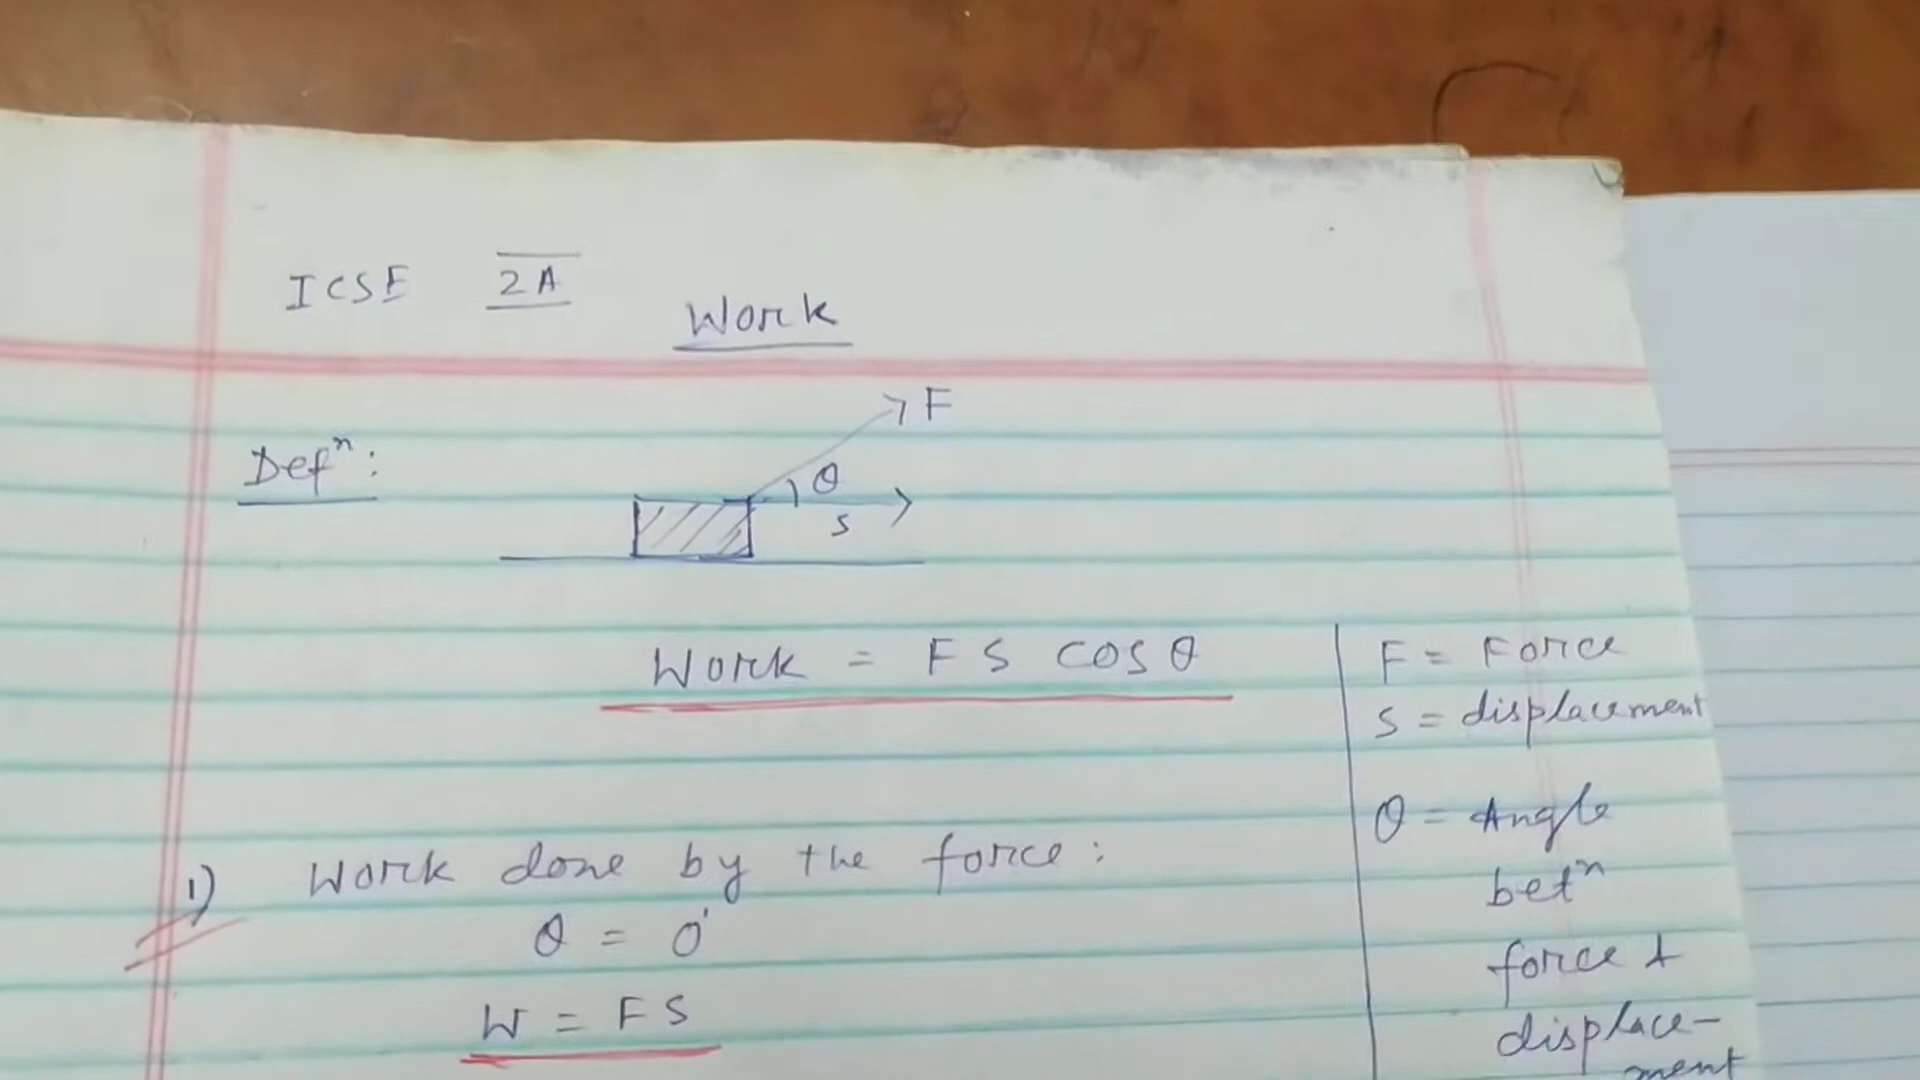 ICSE 2A
Work
Defⁿ:
F
θ
s
Work = F S cos θ
1) Work done by the force:
θ = 0°
W = F S
F = Force
S = displacement
θ = Angle
betⁿ
force &
displace-
ment